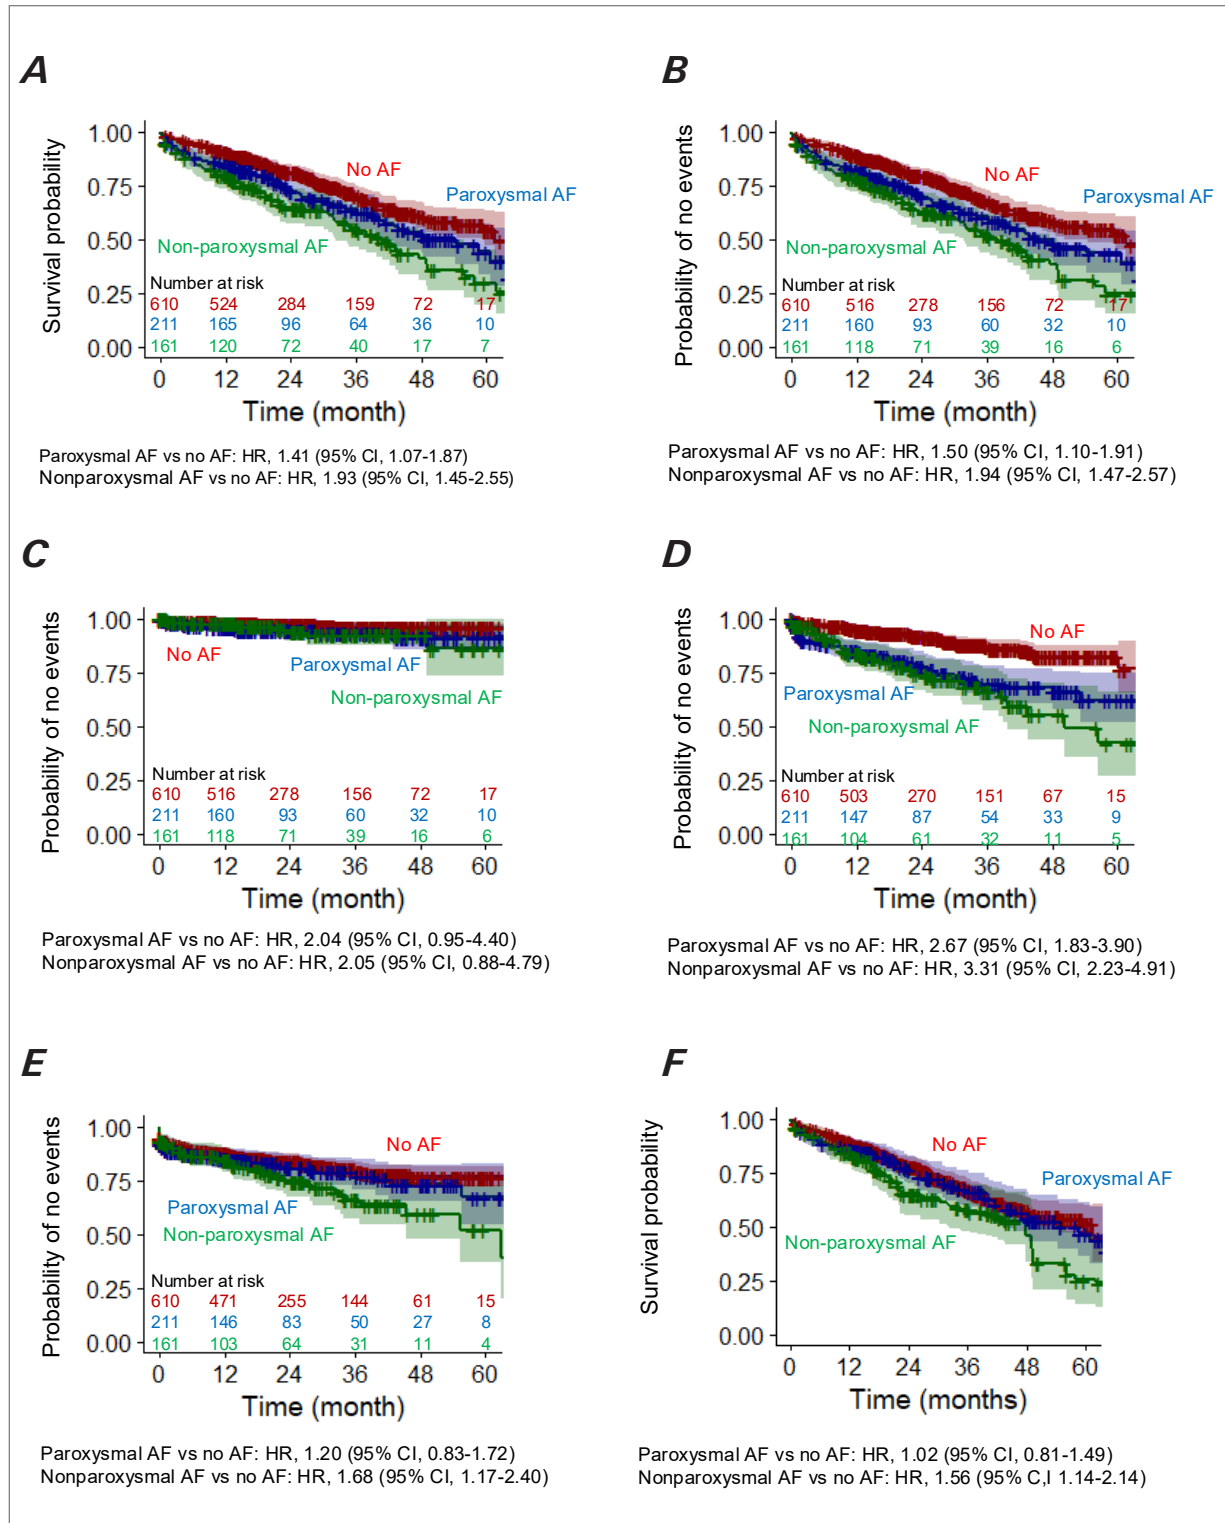 A
Survival probability
1.00
0.75
0.50
0.25
0.00
No AF
Paroxysmal AF
Non-paroxysmal AF
Number at risk
610 524 284 159 72 17
211 165 96 64 36 10
161 120 72 40 17 7
0 12 24 36 48 60
Time (month)
Paroxysmal AF vs no AF: HR, 1.41 (95% CI, 1.07-1.87)
Nonparoxysmal AF vs no AF: HR, 1.93 (95% CI, 1.45-2.55)
B
Probability of no events
1.00
0.75
0.50
0.25
0.00
No AF
Paroxysmal AF
Non-paroxysmal AF
Number at risk
610 516 278 156 72 17
211 160 93 60 32 10
161 118 71 39 16 6
0 12 24 36 48 60
Time (month)
Paroxysmal AF vs no AF: HR, 1.50 (95% CI, 1.10-1.91)
Nonparoxysmal AF vs no AF: HR, 1.94 (95% CI, 1.47-2.57)
C
Probability of no events
1.00
0.75
0.50
0.25
0.00
No AF
Paroxysmal AF
Non-paroxysmal AF
Number at risk
610 516 278 156 72 17
211 160 93 60 32 10
161 118 71 39 16 6
0 12 24 36 48 60
Time (month)
Paroxysmal AF vs no AF: HR, 2.04 (95% CI, 0.95-4.40)
Nonparoxysmal AF vs no AF: HR, 2.05 (95% CI, 0.88-4.79)
D
Probability of no events
1.00
0.75
0.50
0.25
0.00
No AF
Paroxysmal AF
Non-paroxysmal AF
Number at risk
610 503 270 151 67 15
211 147 87 54 33 9
161 104 61 32 11 5
0 12 24 36 48 60
Time (month)
Paroxysmal AF vs no AF: HR, 2.67 (95% CI, 1.83-3.90)
Nonparoxysmal AF vs no AF: HR, 3.31 (95% CI, 2.23-4.91)
E
Probability of no events
1.00
0.75
0.50
0.25
0.00
No AF
Paroxysmal AF
Non-paroxysmal AF
Number at risk
610 471 255 144 61 15
211 146 83 50 27 8
161 103 64 31 11 4
0 12 24 36 48 60
Time (month)
Paroxysmal AF vs no AF: HR, 1.20 (95% CI, 0.83-1.72)
Nonparoxysmal AF vs no AF: HR, 1.68 (95% CI, 1.17-2.40)
F
Survival probability
1.00
0.75
0.50
0.25
0.00
No AF
Paroxysmal AF
Non-paroxysmal AF
0 12 24 36 48 60
Time (months)
Paroxysmal AF vs no AF: HR, 1.02 (95% CI, 0.81-1.49)
Nonparoxysmal AF vs no AF: HR, 1.56 (95% C,I 1.14-2.14)